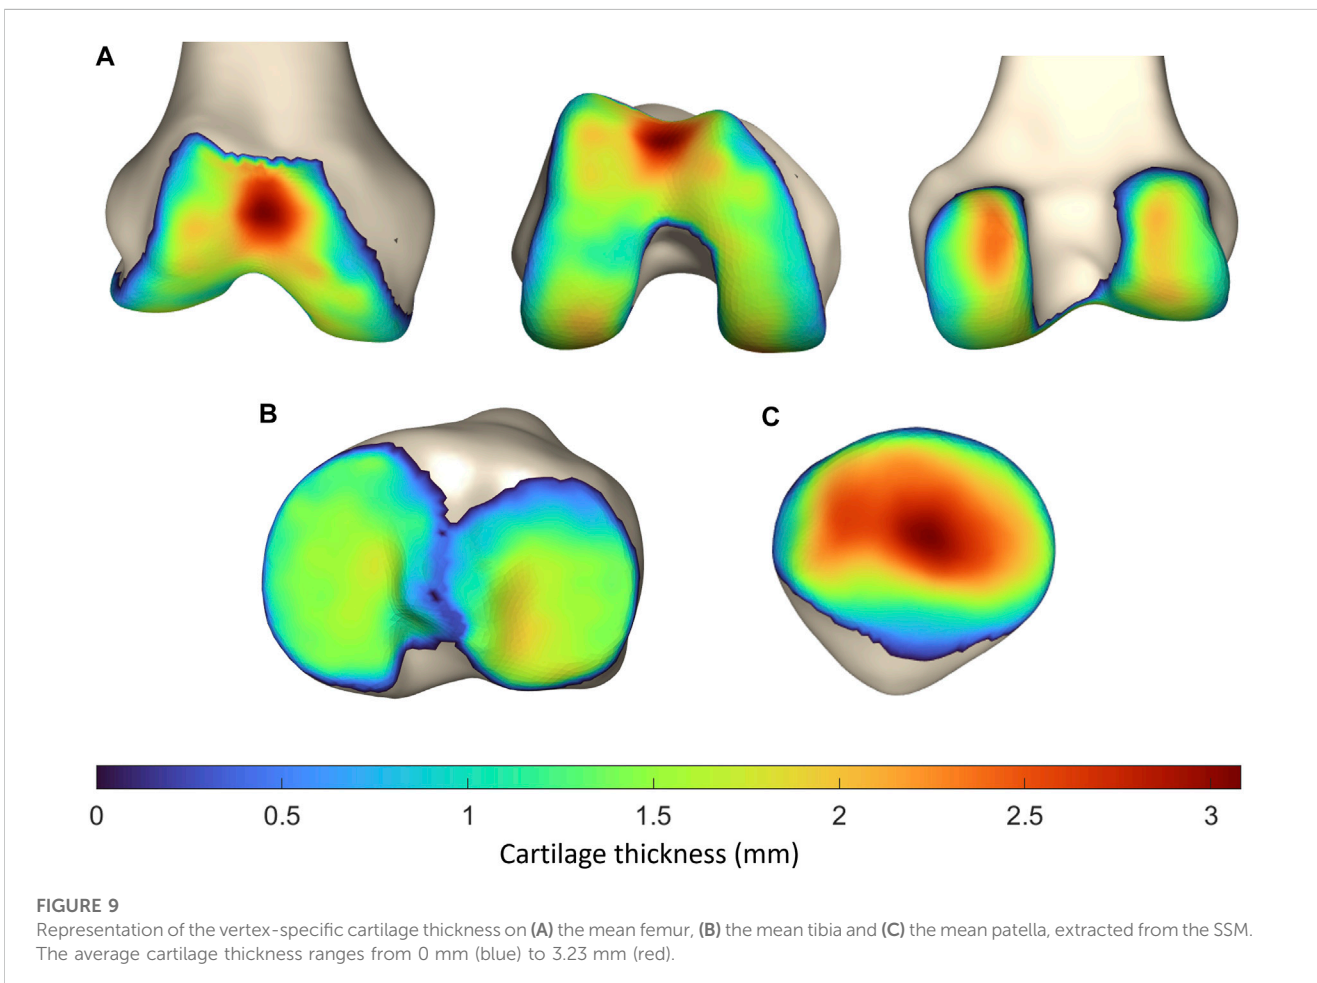 A
B
C
0 0.5 1 1.5 2 2.5 3
Cartilage thickness (mm)
FIGURE 9
Representation of the vertex-specific cartilage thickness on (A) the mean femur, (B) the mean tibia and (C) the mean patella, extracted from the SSM.
The average cartilage thickness ranges from 0 mm (blue) to 3.23 mm (red).